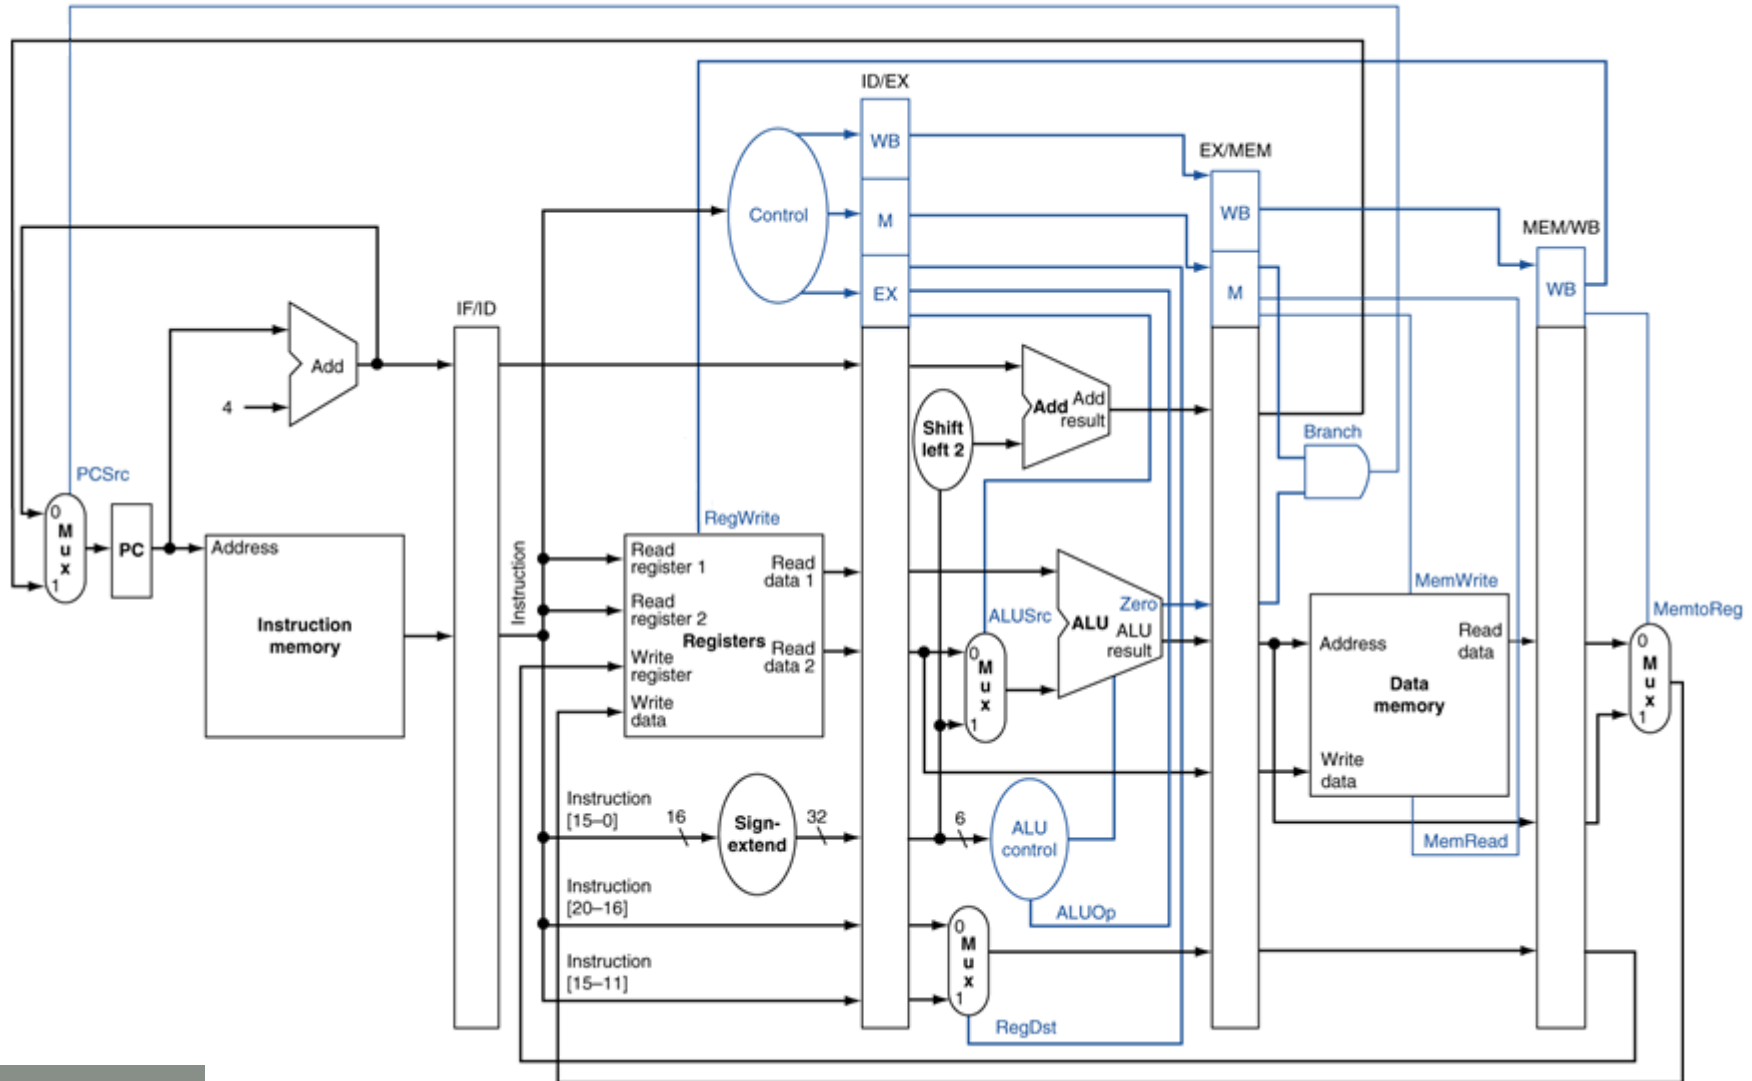 ID/EX
WB
EX/MEM
Control
M
WB
MEM/WB
EX
M
WB
IF/ID
Add
4
Shift
left 2
Add
Add
result
Branch
PCSrc
0
M
u
x
1
PC
Address
Instruction
memory
Instruction
RegWrite
Read
register 1
Read
register 2
Write
register
Write
data
Registers
Read
data 1
Read
data 2
ALUSrc
0
M
u
x
1
Zero
ALU
ALU
result
MemWrite
Address
Read
data
Data
memory
Write
data
MemRead
MemtoReg
0
M
u
x
1
Instruction
[15–0]
16
Sign-
extend
32
6
ALU
control
ALUOp
Instruction
[20–16]
Instruction
[15–11]
0
M
u
x
1
RegDst